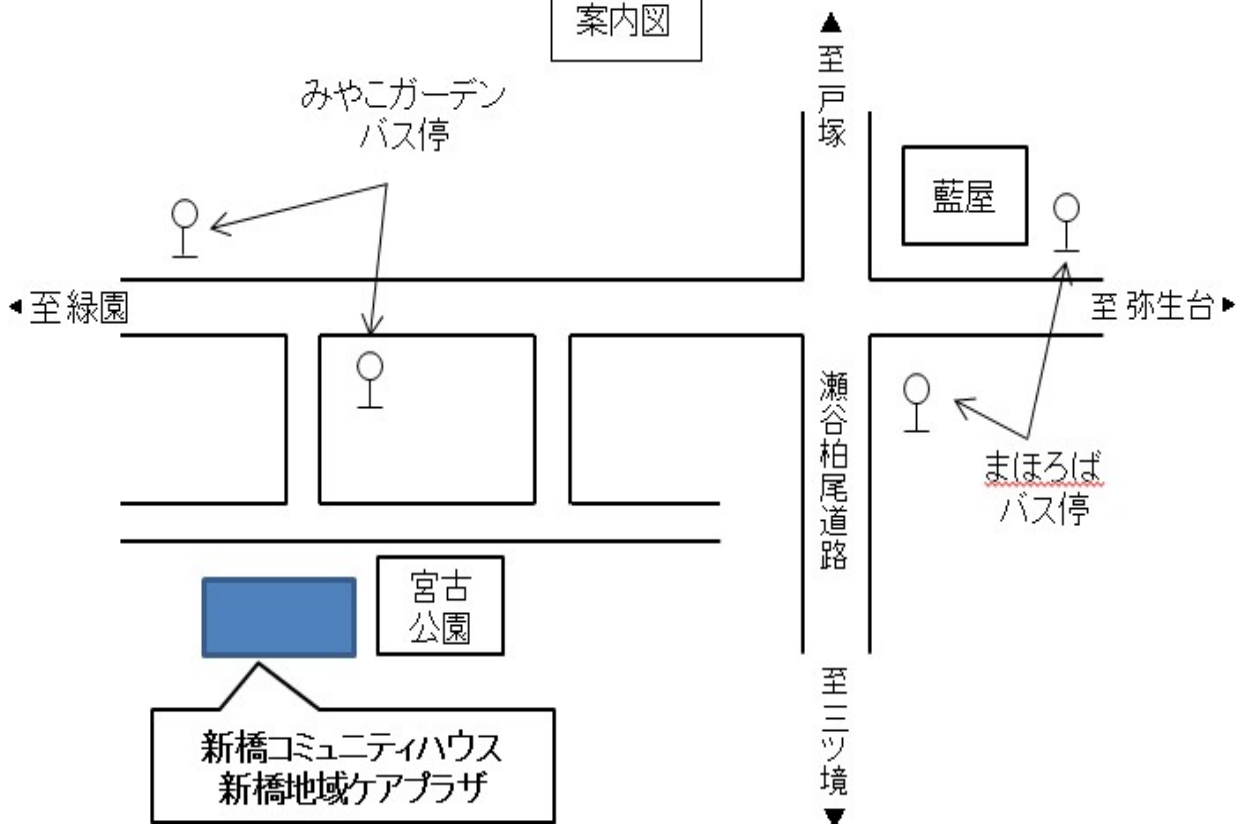 案内図
▲
至戸塚
みやこガーデン
バス停
藍屋
◀至緑園
至 弥生台▶
瀬谷柏尾道路
まほろば
バス停
宮古
公園
新橋コミュニティハウス
新橋地域ケアプラザ
至三ツ境
▼